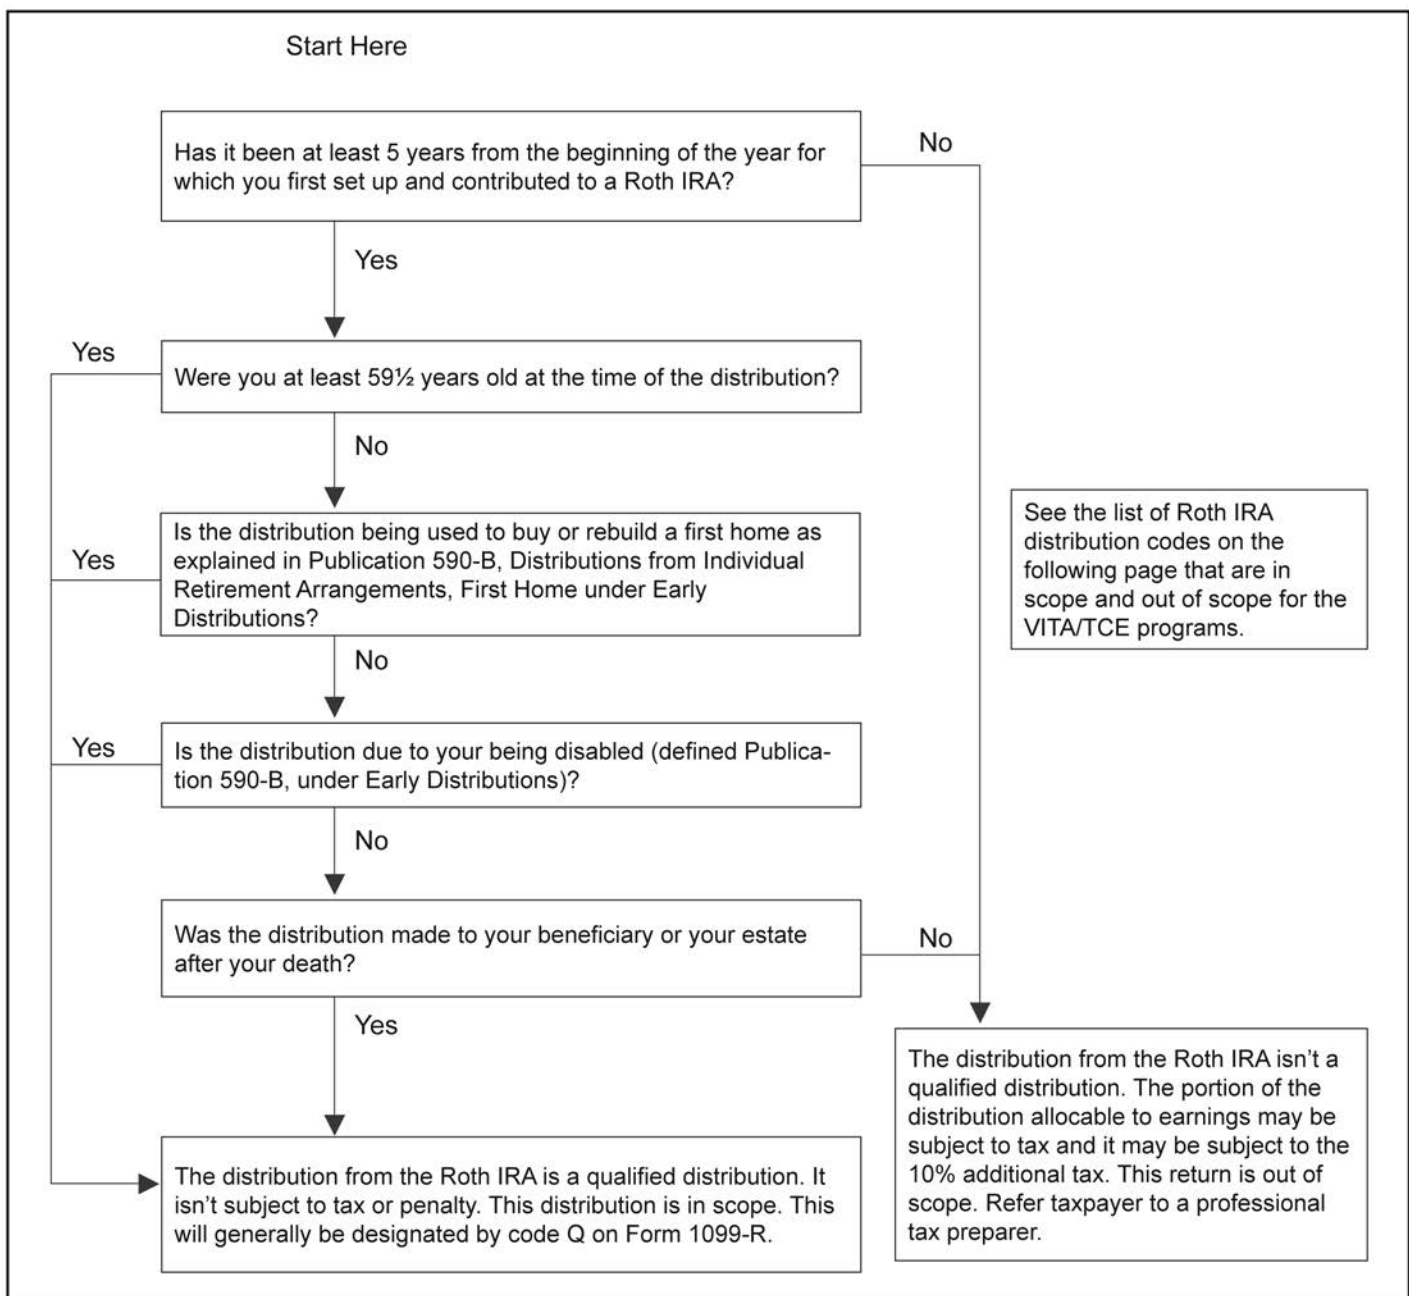 Start Here
Has it been at least 5 years from the beginning of the year for
which you first set up and contributed to a Roth IRA?
No
Yes
Yes
Were you at least 59½ years old at the time of the distribution?
No
Is the distribution being used to buy or rebuild a first home as
explained in Publication 590-B, Distributions from Individual
Retirement Arrangements, First Home under Early
Distributions?
Yes
See the list of Roth IRA
distribution codes on the
following page that are in
scope and out of scope for the
VITA/TCE programs.
No
Yes
Is the distribution due to your being disabled (defined Publica-
tion 590-B, under Early Distributions)?
No
Was the distribution made to your beneficiary or your estate
after your death?
No
Yes
The distribution from the Roth IRA isn’t a
qualified distribution. The portion of the
distribution allocable to earnings may be
subject to tax and it may be subject to the
10% additional tax. This return is out of
scope. Refer taxpayer to a professional
tax preparer.
The distribution from the Roth IRA is a qualified distribution. It
isn’t subject to tax or penalty. This distribution is in scope. This
will generally be designated by code Q on Form 1099-R.